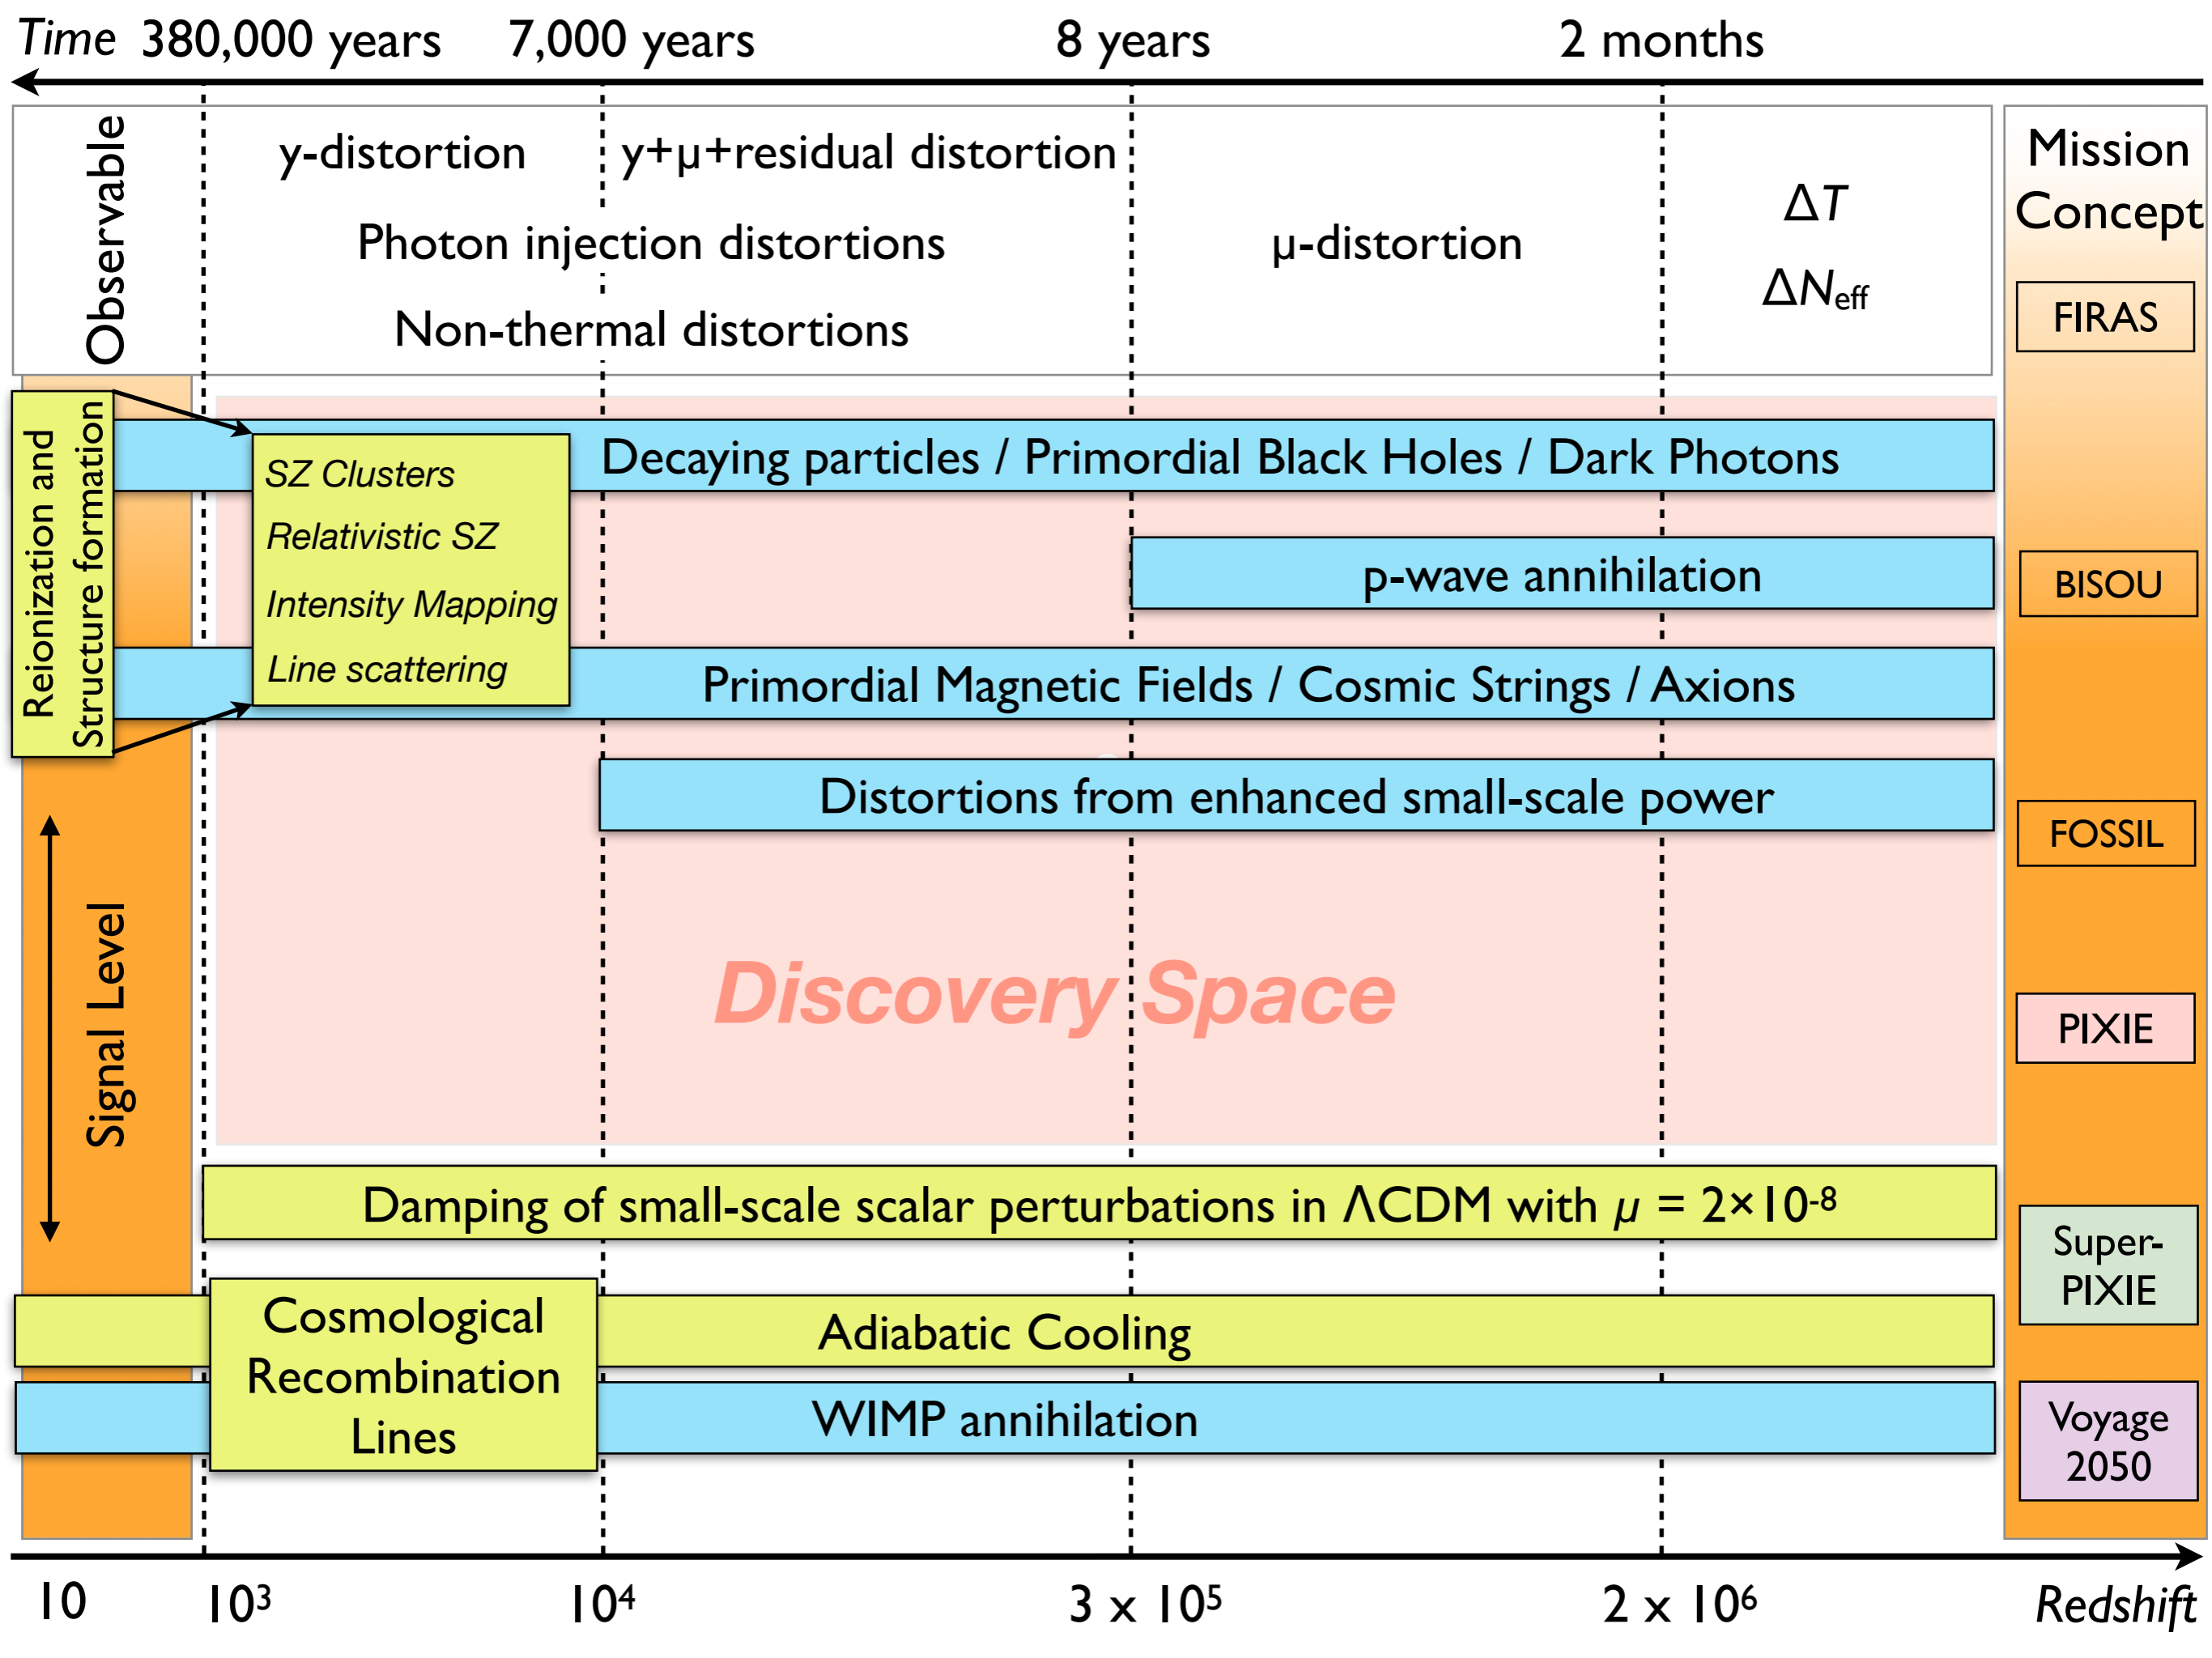 Time 380,000 years 7,000 years 8 years 2 months
Observable
y-distortion
y+μ+residual distortion
Photon injection distortions
Non-thermal distortions
μ-distortion
ΔT
ΔNeff
Mission
Concept
FIRAS
BISOU
FOSSIL
PIXIE
Super-
PIXIE
Voyage
2050
Reionization and
Structure formation
SZ Clusters
Relativistic SZ
Intensity Mapping
Line scattering
Decaying particles / Primordial Black Holes / Dark Photons
p-wave annihilation
Primordial Magnetic Fields / Cosmic Strings / Axions
Distortions from enhanced small-scale power
Signal Level
Discovery Space
Damping of small-scale scalar perturbations in ΛCDM with μ = 2×10⁻⁸
Cosmological
Recombination
Lines
Adiabatic Cooling
WIMP annihilation
10 10³ 10⁴ 3 x 10⁵ 2 x 10⁶ Redshift